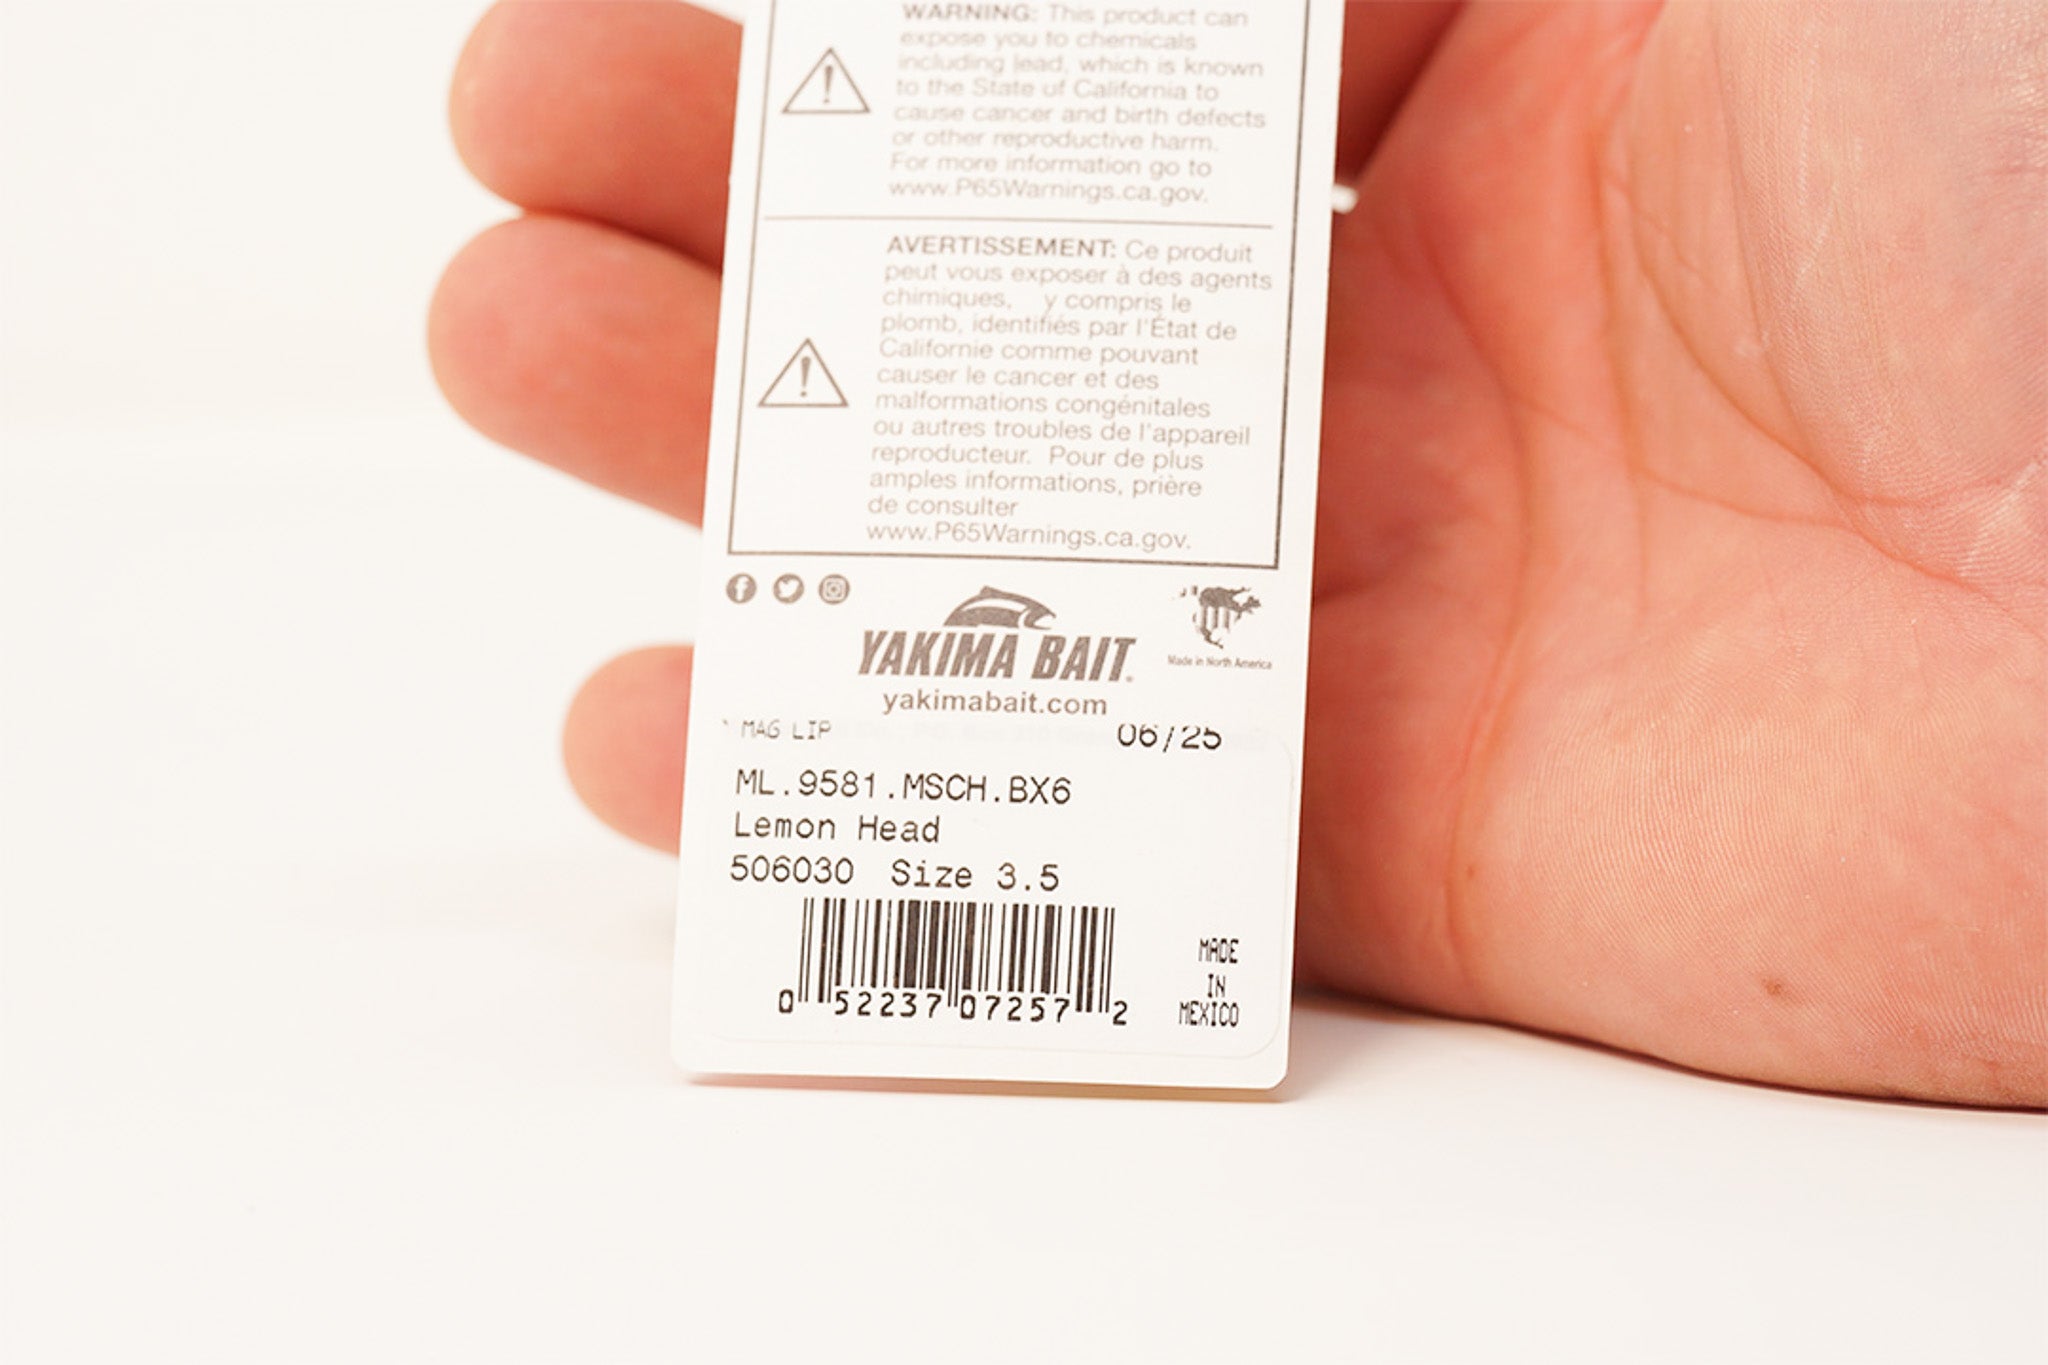 WARNING: This product can
expose you to chemicals
including lead, which is known
to the State of California to
cause cancer and birth defects
or other reproductive harm.
For more information go to
www.P65Warnings.ca.gov.
AVERTISSEMENT: Ce produit
peut vous exposer à des agents
chimiques, y compris le
plomb, identifiés par l'État de
Californie comme pouvant
causer le cancer et des
malformations congénitales
ou autres troubles de l'appareil
reproducteur. Pour de plus
amples informations, prière
de consulter
www.P65Warnings.ca.gov.
YAKIMA BAIT®
Made in North America
yakimabait.com
MAG LIP 06/25
ML.9581.MSCH.BX6
Lemon Head
506030 Size 3.5
0 52237 07257 2
MADE
IN
MEXICO